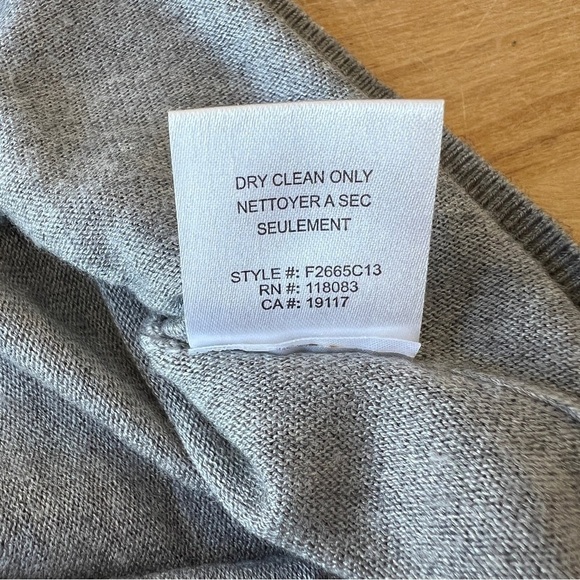 DRY CLEAN ONLY
NETTOYER A SEC
SEULEMENT
STYLE #: F2665C13
RN #: 118083
CA #: 19117